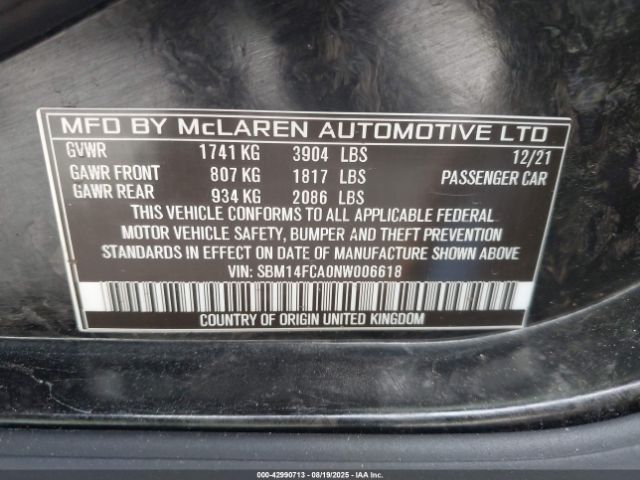 MFD BY McLAREN AUTOMOTIVE LTD
GVWR 1741 KG 3904 LBS 12/21
GAWR FRONT 807 KG 1817 LBS PASSENGER CAR
GAWR REAR 934 KG 2086 LBS
THIS VEHICLE CONFORMS TO ALL APPLICABLE FEDERAL
MOTOR VEHICLE SAFETY, BUMPER AND THEFT PREVENTION
STANDARDS IN EFFECT ON DATE OF MANUFACTURE SHOWN ABOVE
VIN: SBM14FCA0NW006618
COUNTRY OF ORIGIN UNITED KINGDOM
000-42990713 - 08/19/2025 - IAAI.COM